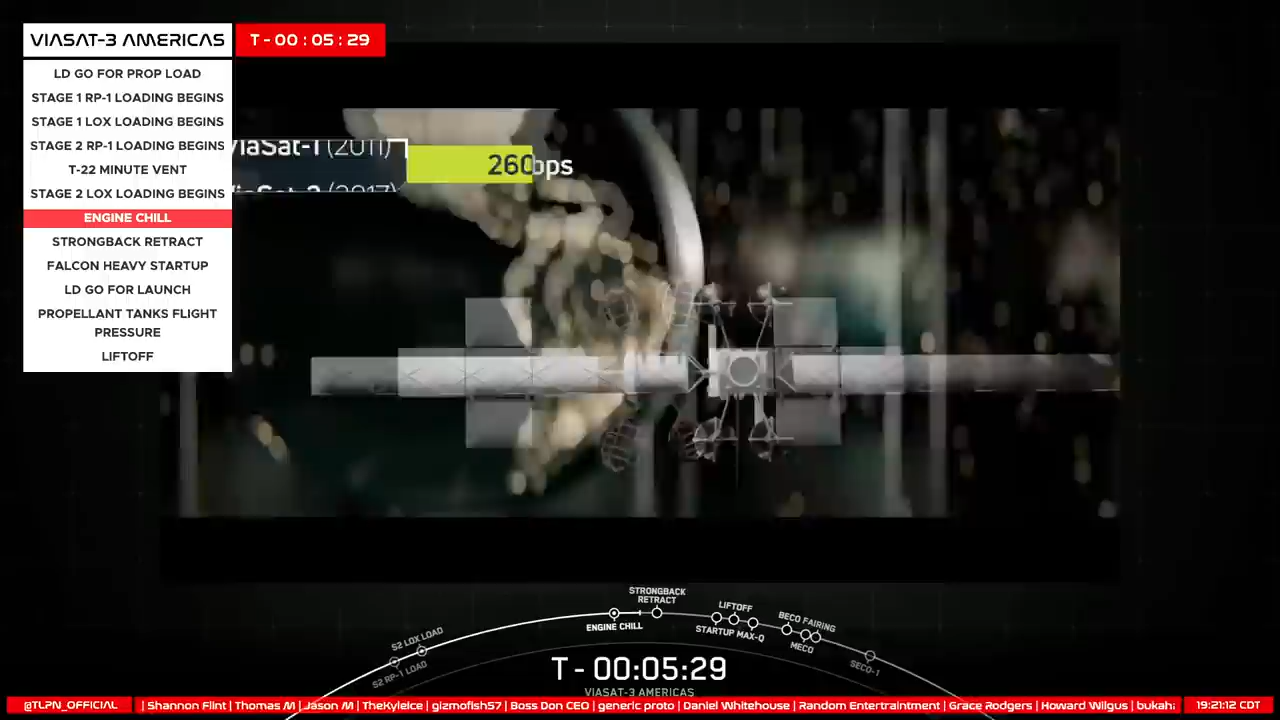 VIASAT-3 AMERICAS
T - 00 : 05 : 29
LD GO FOR PROP LOAD
STAGE 1 RP-1 LOADING BEGINS
STAGE 1 LOX LOADING BEGINS
STAGE 2 RP-1 LOADING BEGINS
T-22 MINUTE VENT
STAGE 2 LOX LOADING BEGINS
ENGINE CHILL
STRONGBACK RETRACT
FALCON HEAVY STARTUP
LD GO FOR LAUNCH
PROPELLANT TANKS FLIGHT
PRESSURE
LIFTOFF
ViaSat-1 (2011)
260
bps
(2017)
S2 RP-1 LOAD
S2 LOX LOAD
ENGINE CHILL
STRONGBACK
RETRACT
STARTUP
LIFTOFF
MAX-Q
BECO
MECO
FAIRING
SECO-1
T - 00:05:29
VIASAT-3 AMERICAS
@TLPN_OFFICIAL
| Shannon Flint | Thomas M | Jason M | TheKyleIce | gizmofish57 | Boss Don CEO | generic proto | Daniel Whitehouse | Random Entertraintment | Grace Rodgers | Howard Wilgus | bukah
19:21:12 CDT